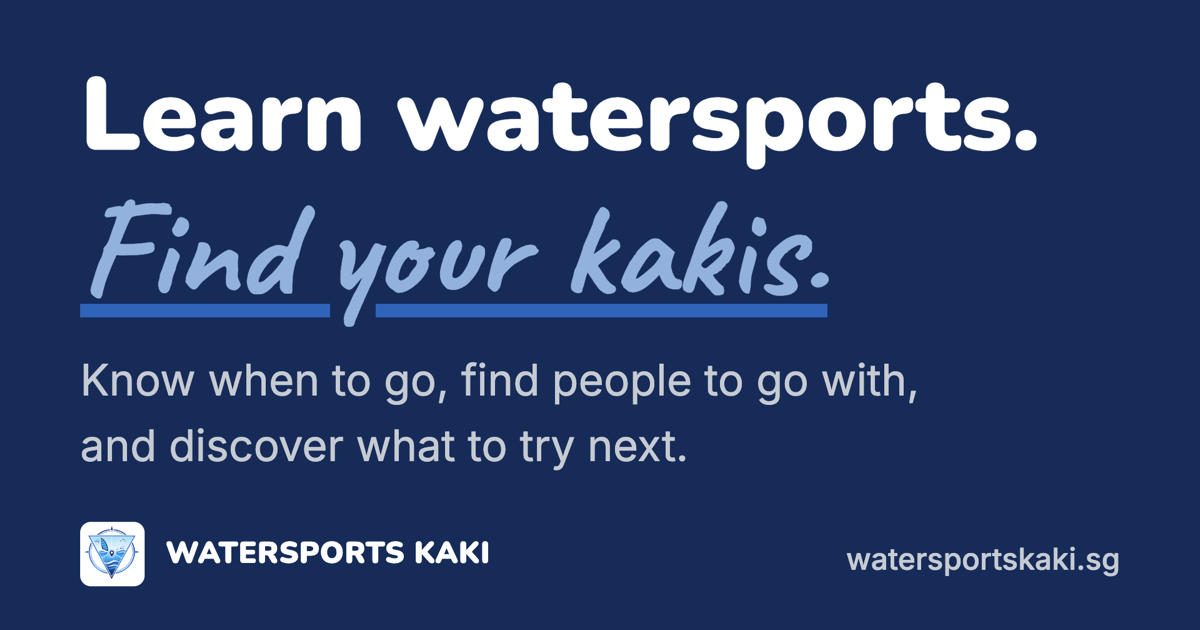 Learn watersports.
Find your kakis.
Know when to go, find people to go with,
and discover what to try next.
WATERSPORTS KAKI
watersportskaki.sg